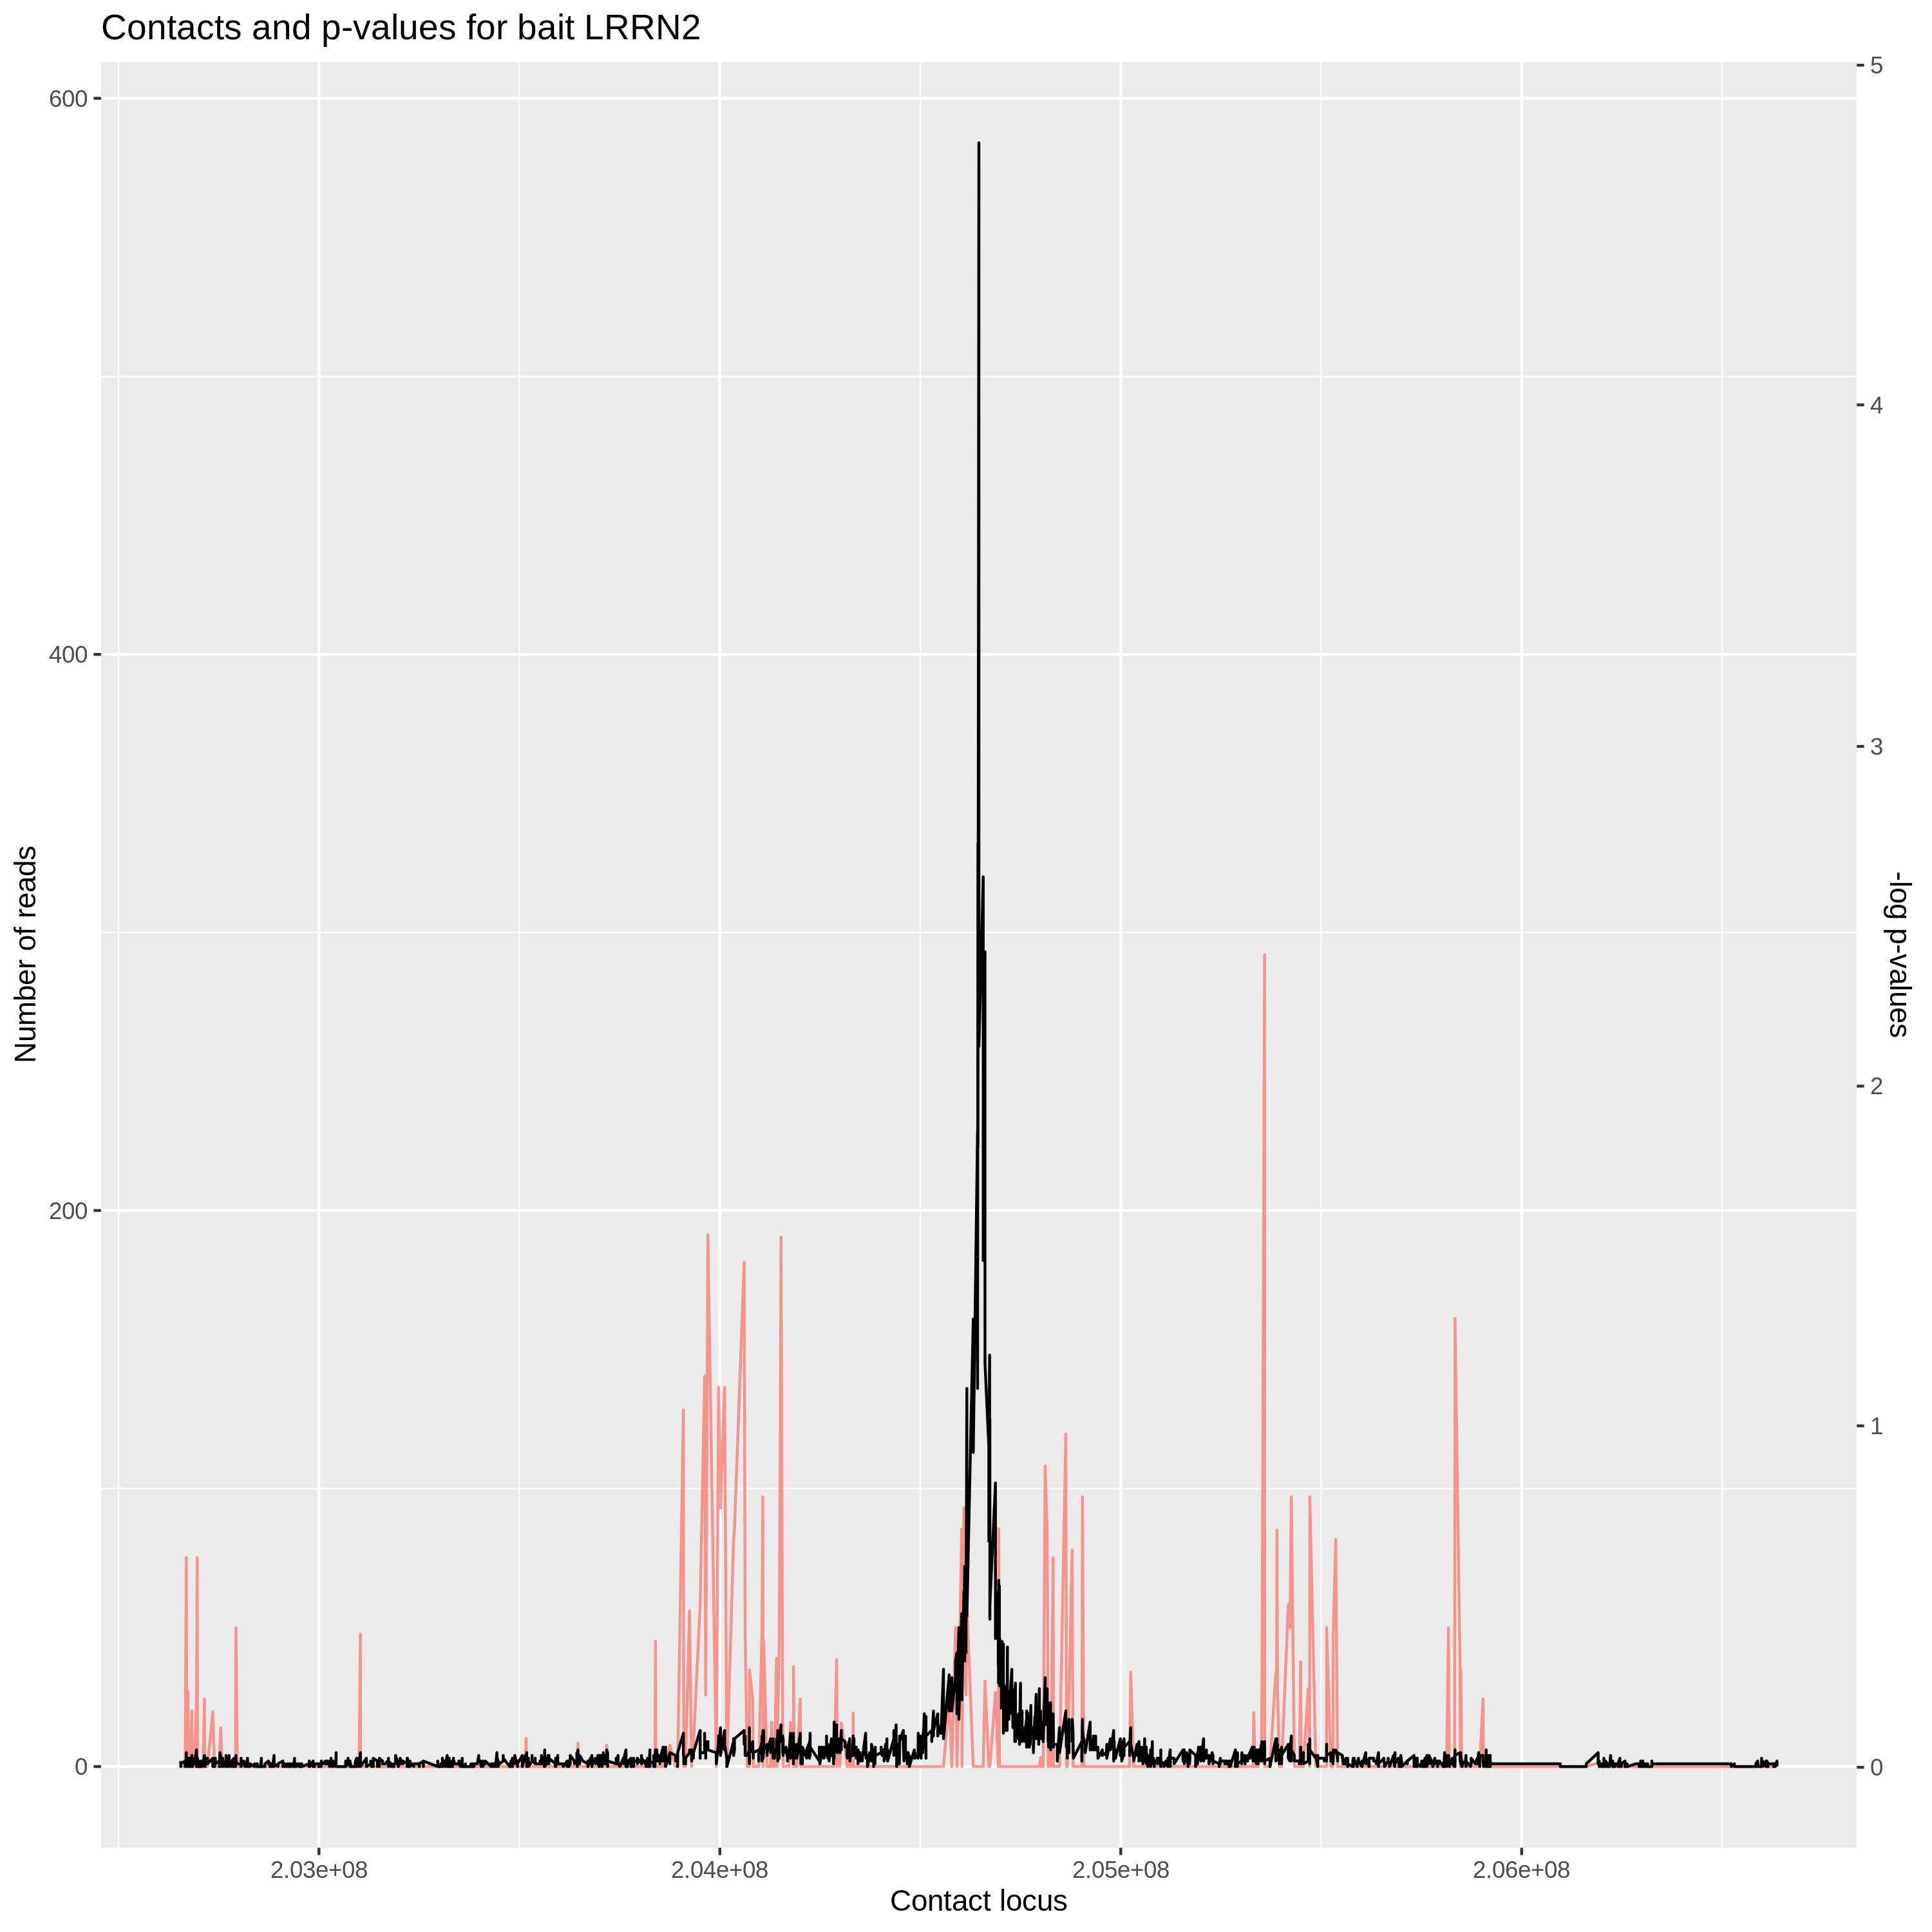 Contacts and p-values for bait LRRN2
600
400
200
0
Number of reads
5
4
3
2
1
0
-log p-values
2.03e+08
2.04e+08
2.05e+08
2.06e+08
Contact locus